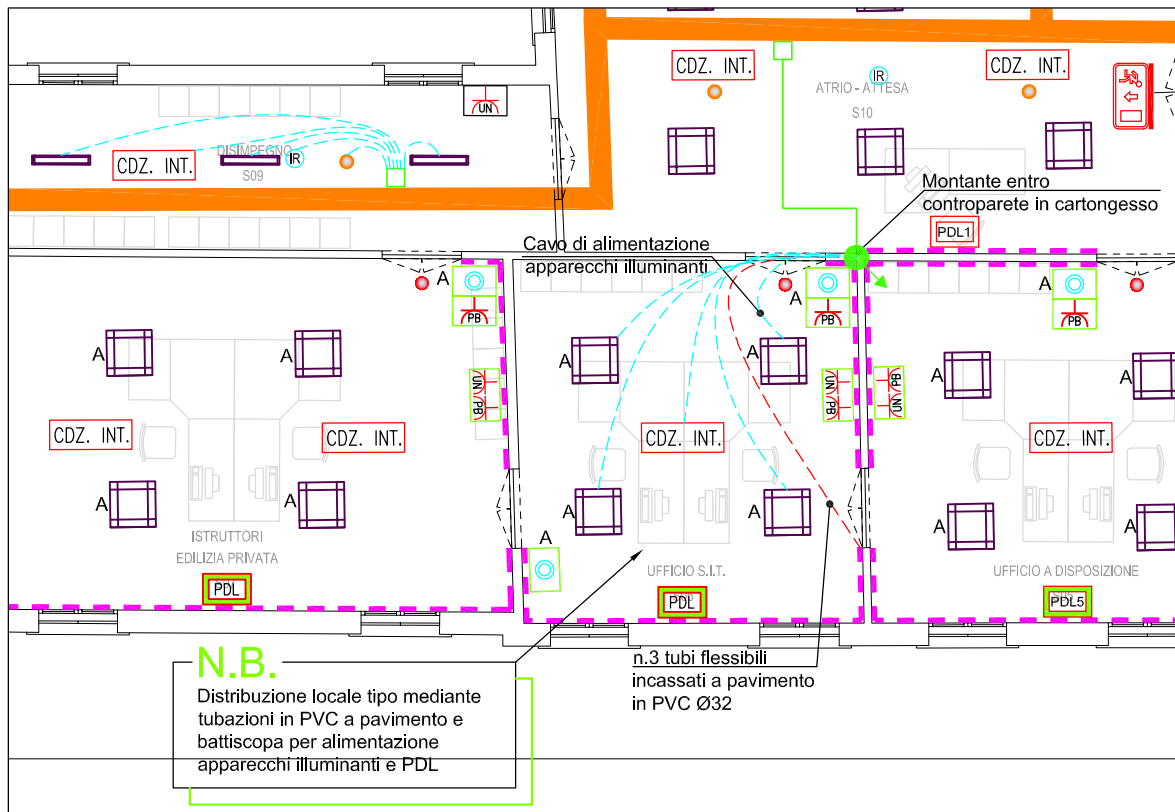 CDZ. INT.
CDZ. INT.
IR
ATRIO - ATTESA
S10
UN
DISIMPEGNO
IR
CDZ. INT.
S09
Montante entro
controparete in cartongesso
PDL1
Cavo di alimentazione
apparecchi illuminanti
A
PB
A
PB
A
PB
A
A
A
A
UN
PB
UN
PB
PB
UN
CDZ. INT.
CDZ. INT.
CDZ. INT.
CDZ. INT.
A
A
A
A
A
A
A
A
A
ISTRUTTORI
EDILIZIA PRIVATA
PDL
UFFICIO S.I.T.
PDL
UFFICIO A DISPOSIZIONE
PDL5
N.B.
Distribuzione locale tipo mediante
tubazioni in PVC a pavimento e
battiscopa per alimentazione
apparecchi illuminanti e PDL
n.3 tubi flessibili
incassati a pavimento
in PVC Ø32